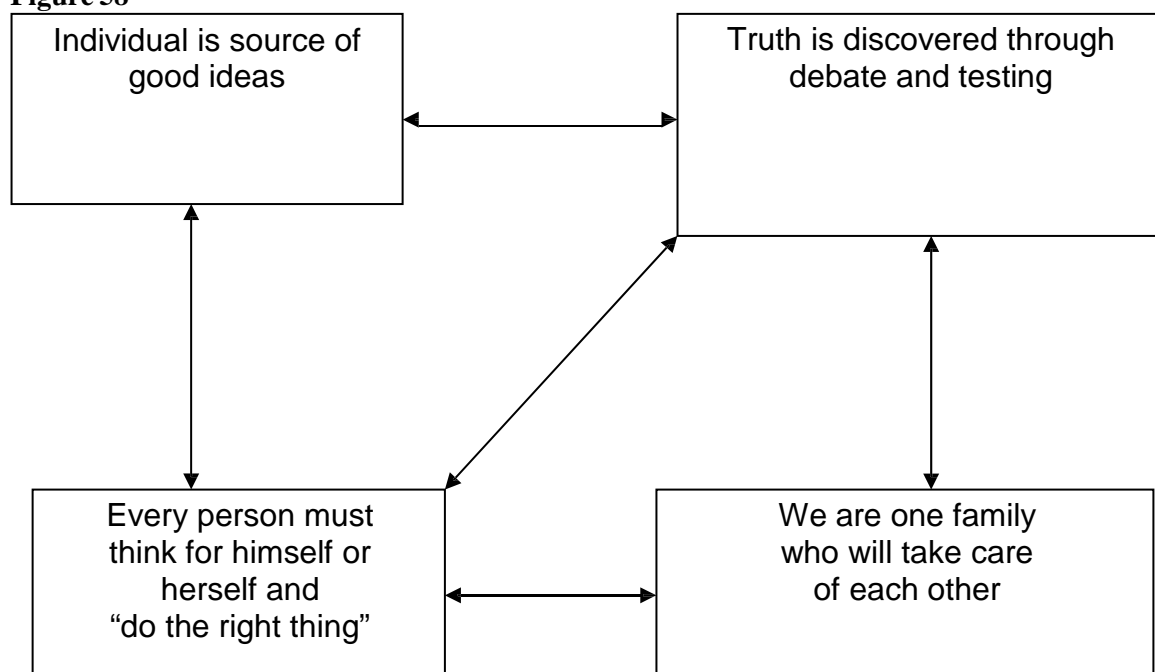 Figure 38
Individual is source of
good ideas
Truth is discovered through
debate and testing
Every person must
think for himself or
herself and
“do the right thing”
We are one family
who will take care
of each other